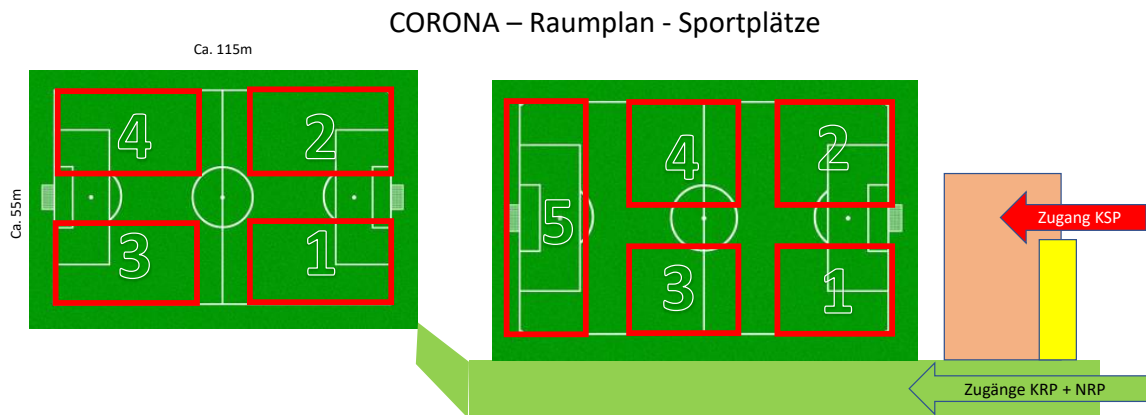 CORONA – Raumplan - Sportplätze
Ca. 115m
Ca. 55m
4
2
3
1
5
4
2
3
1
Zugang KSP
Zugänge KRP + NRP